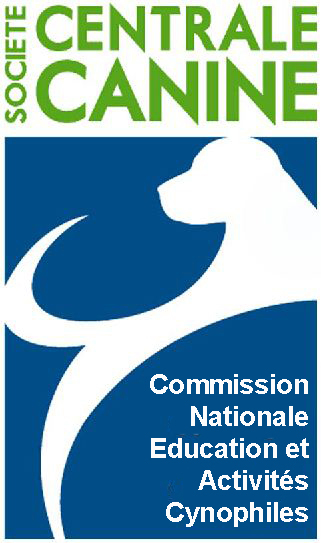 SOCIETE
CENTRALE
CANINE
Commission
Nationale
Education et
Activités
Cynophiles